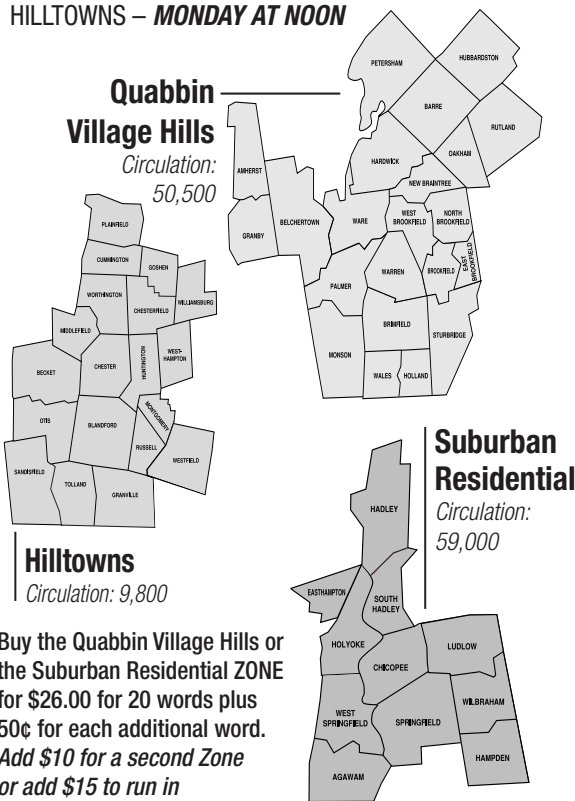 HILLTOWNS – MONDAY AT NOON
Quabbin
Village Hills
Circulation:
50,500
PETERSHAM
HUBBARDSTON
BARRE
RUTLAND
HARDWICK
OAKHAM
NEW BRAINTREE
AMHERST
BELCHERTOWN
GRANBY
WARE
WEST
BROOKFIELD
NORTH
BROOKFIELD
EAST
BROOKFIELD
WARREN
BROOKFIELD
PALMER
BRIMFIELD
STURBRIDGE
MONSON
WALES
HOLLAND
PLAINFIELD
CUMMINGTON
GOSHEN
WORTHINGTON
CHESTERFIELD
WILLIAMSBURG
MIDDLEFIELD
WEST-
HAMPTON
HUNTINGTON
CHESTER
BECKET
MONTGOMERY
OTIS
BLANDFORD
RUSSELL
WESTFIELD
SANDISFIELD
TOLLAND
GRANVILLE
Hilltowns
Circulation: 9,800
Suburban
Residential
Circulation:
59,000
HADLEY
EASTHAMPTON
SOUTH
HADLEY
HOLYOKE
CHICOPEE
LUDLOW
WILBRAHAM
WEST
SPRINGFIELD
SPRINGFIELD
HAMPDEN
AGAWAM
Buy the Quabbin Village Hills or
the Suburban Residential ZONE
for $26.00 for 20 words plus
50¢ for each additional word.
Add $10 for a second Zone
or add $15 to run in